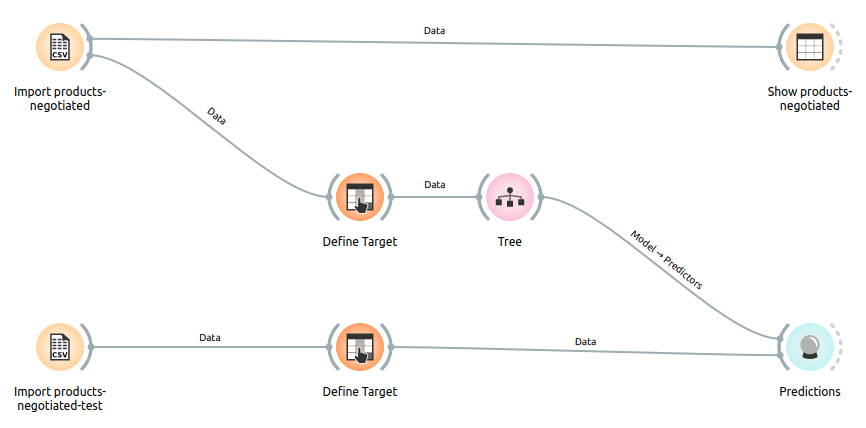 Data
CSV
Import products-
negotiated
Show products-
negotiated
Data
Data
Define Target
Tree
Model → Predictors
Data
Data
CSV
Import products-
negotiated-test
Define Target
Predictions